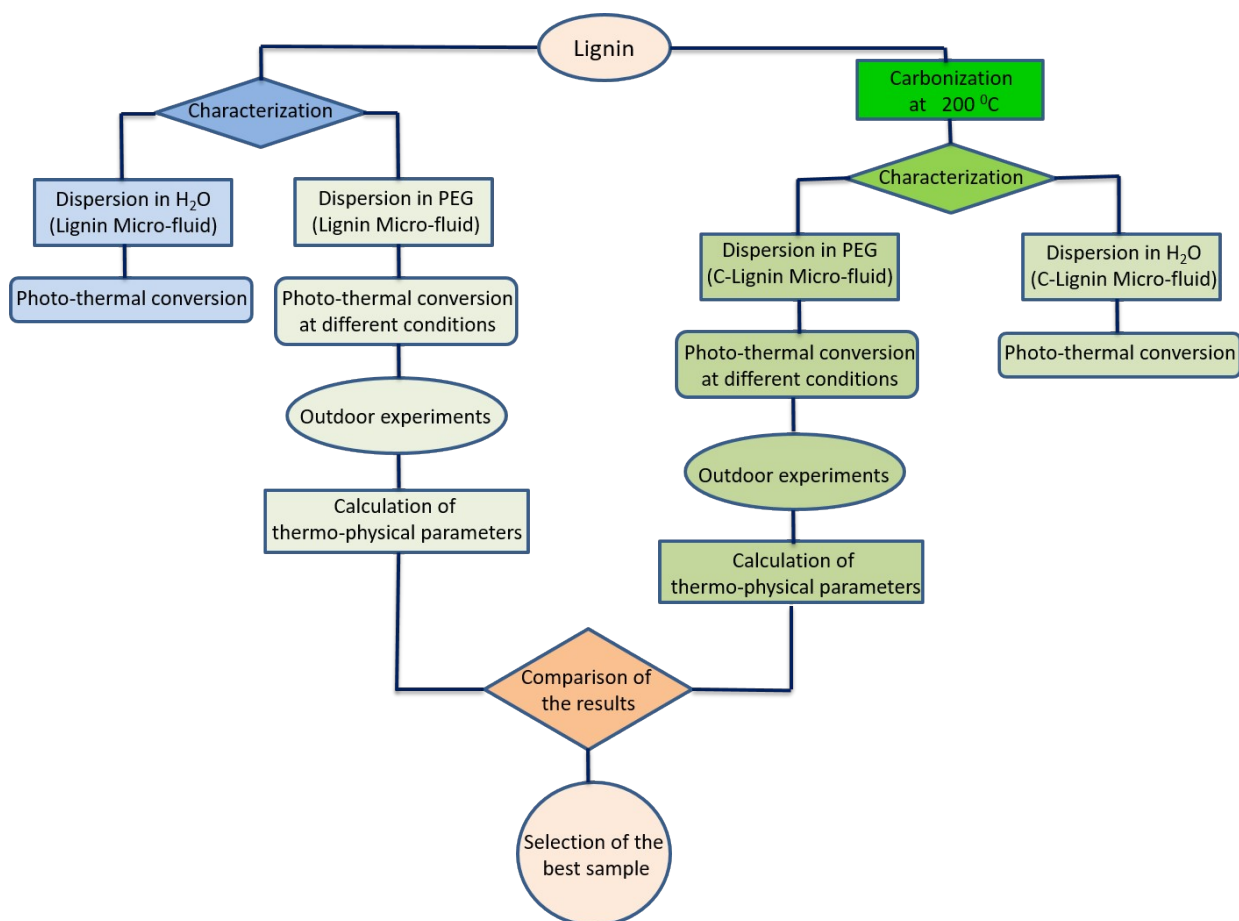 Lignin
Characterization
Dispersion in H₂O
(Lignin Micro-fluid)
Photo-thermal conversion
Dispersion in PEG
(Lignin Micro-fluid)
Photo-thermal conversion
at different conditions
Outdoor experiments
Calculation of
thermo-physical parameters
Carbonization
at 200 ⁰C
Characterization
Dispersion in PEG
(C-Lignin Micro-fluid)
Photo-thermal conversion
at different conditions
Outdoor experiments
Calculation of
thermo-physical parameters
Dispersion in H₂O
(C-Lignin Micro-fluid)
Photo-thermal conversion
Comparison of
the results
Selection of the
best sample